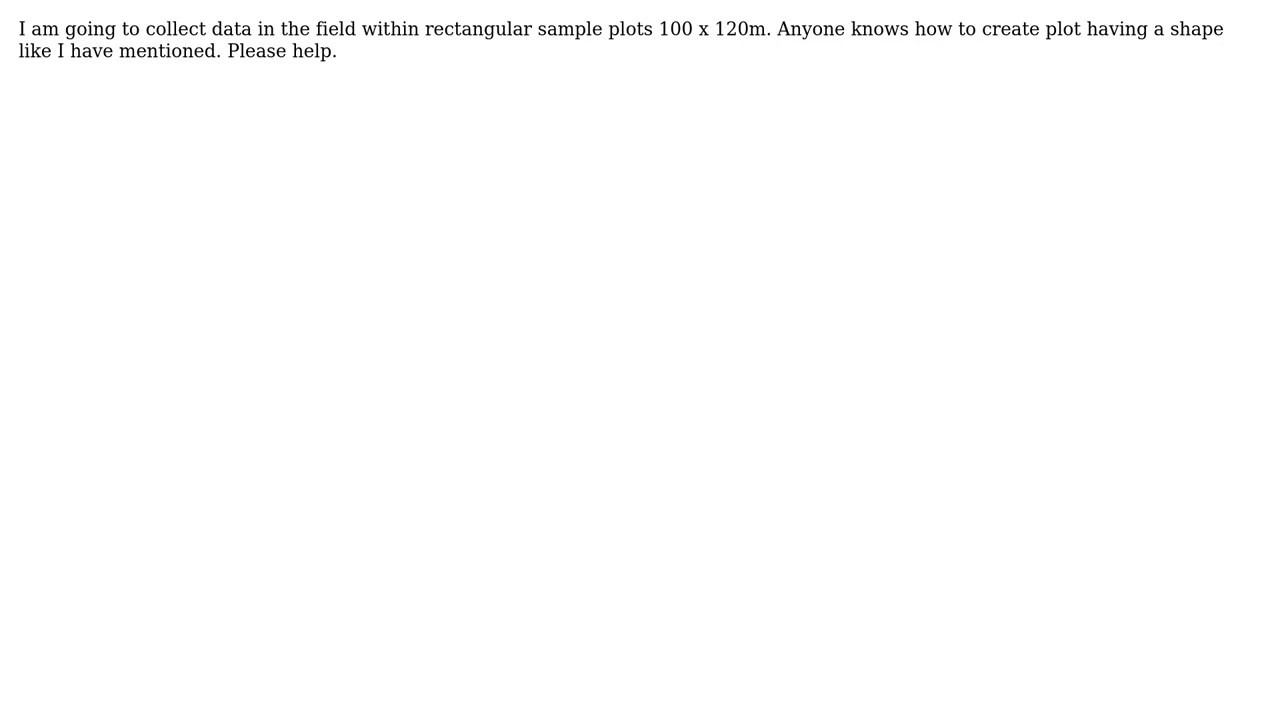 I am going to collect data in the field within rectangular sample plots 100 x 120m. Anyone knows how to create plot having a shape
like I have mentioned. Please help.